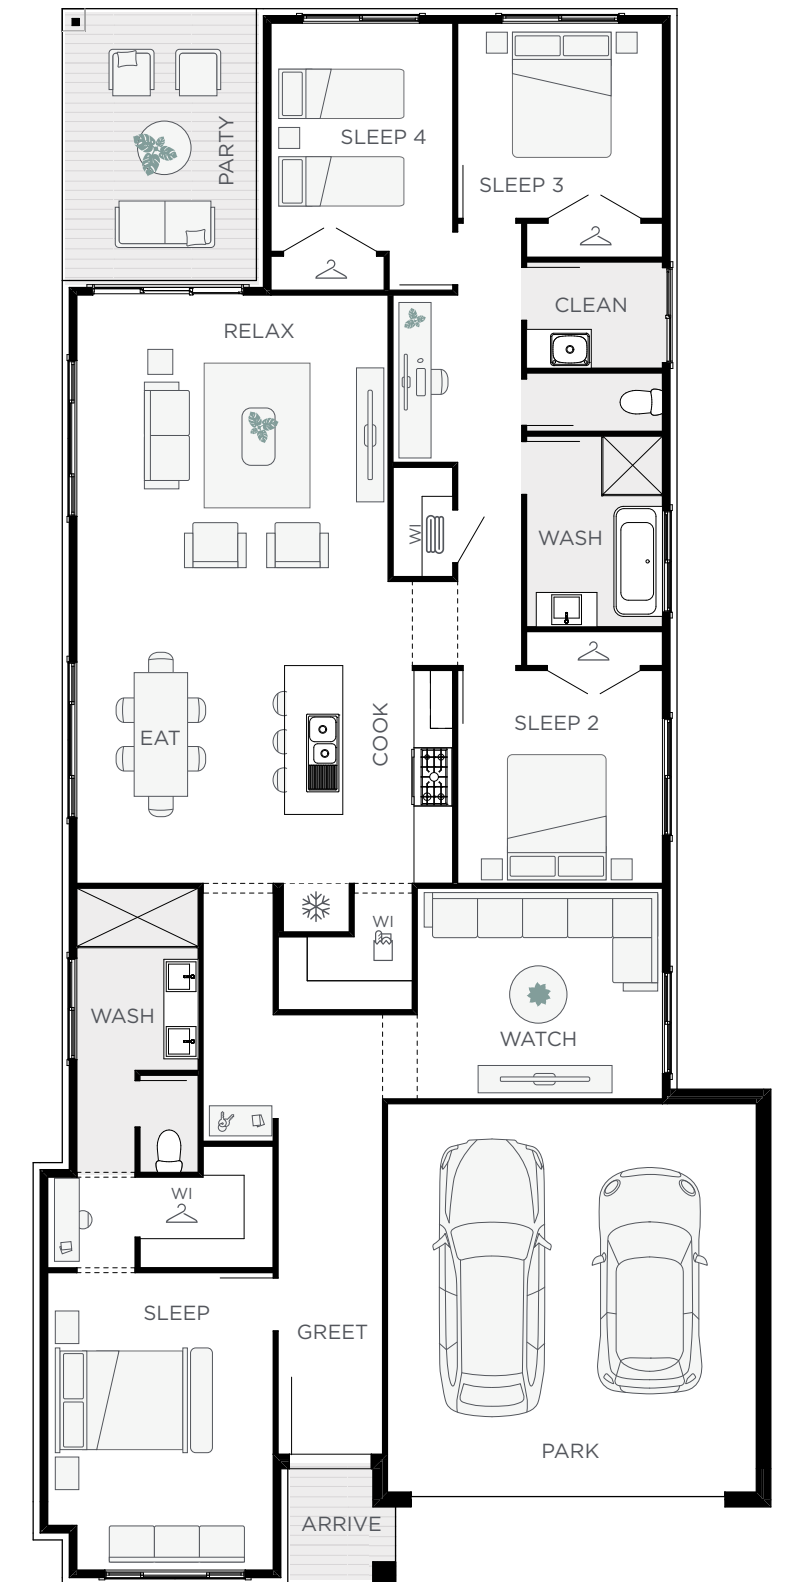 PARTY
SLEEP 4
SLEEP 3
CLEAN
RELAX
WI
WASH
SLEEP 2
COOK
EAT
WI
WASH
WATCH
WI
SLEEP
GREET
PARK
ARRIVE